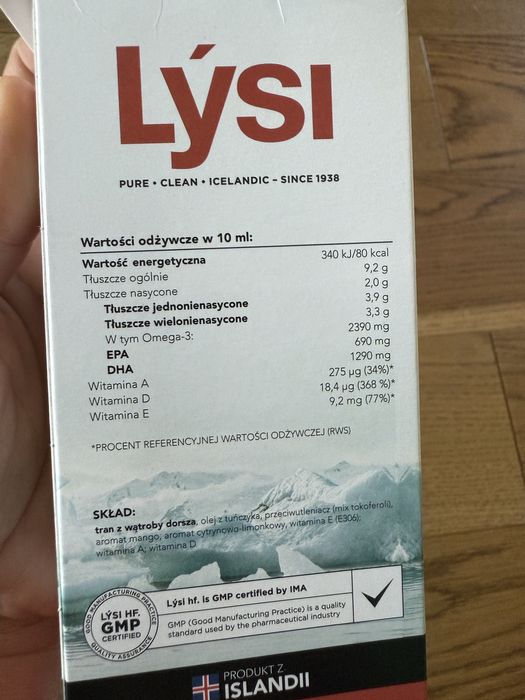 Lýsi
PURE • CLEAN • ICELANDIC – SINCE 1938
Wartości odżywcze w 10 ml:
Wartość energetyczna 340 kJ/80 kcal
Tłuszcze ogólnie 9,2 g
Tłuszcze nasycone 2,0 g
Tłuszcze jednonienasycone 3,9 g
Tłuszcze wielonienasycone 3,3 g
W tym Omega-3: 2390 mg
EPA 690 mg
DHA 1290 mg
Witamina A 275 µg (34%)*
Witamina D 18,4 µg (368 %)*
Witamina E 9,2 mg (77%)*
*PROCENT REFERENCYJNEJ WARTOŚCI ODŻYWCZEJ (RWS)
SKŁAD:
tran z wątroby dorsza, olej z tuńczyka, przeciwutleniacz (mix tokoferoli),
aromat mango, aromat cytrynowo-limonkowy, witamina E (E306);
witamina A; witamina D
GOOD MANUFACTURING PRACTICE
LÝSI HF.
GMP
CERTIFIED
QUALITY ASSURANCE
Lýsi hf. is GMP certified by IMA
GMP (Good Manufacturing Practice) is a quality
standard used by the pharmaceutical industry
PRODUKT Z
ISLANDII